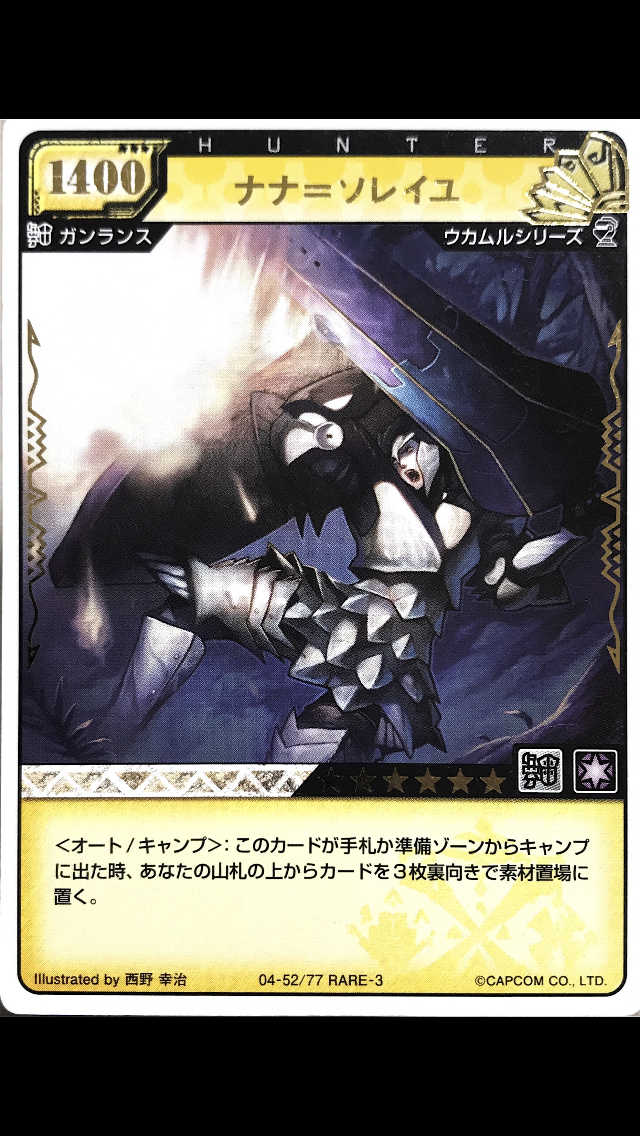 HUNTER
1400
ナナ＝ソレイユ
ガンランス
ウカムルシリーズ
＜オート/キャンプ＞：このカードが手札か準備ゾーンからキャンプ
に出た時、あなたの山札の上からカードを３枚裏向きで素材置場に
置く。
Illustrated by 西野 幸治
04-52/77 RARE-3
©CAPCOM CO., LTD.